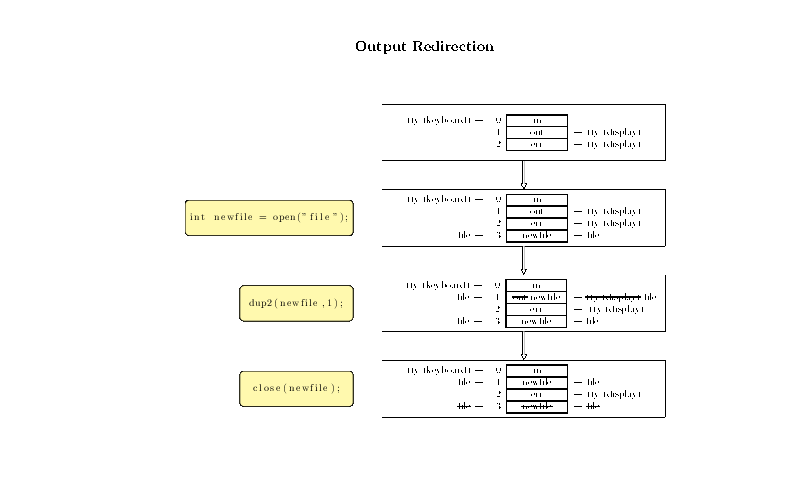 Output Redirection
tty (keyboard) — 0 in
1 out — tty (display)
2 err — tty (display)
int newfile = open("file");
tty (keyboard) — 0 in
1 out — tty (display)
2 err — tty (display)
file — 3 newfile — file
dup2(newfile,1);
tty (keyboard) — 0 in
file — 1 out newfile — tty (display) file
2 err — tty (display)
file — 3 newfile — file
close(newfile);
tty (keyboard) — 0 in
file — 1 newfile — file
2 err — tty (display)
file — 3 newfile — file